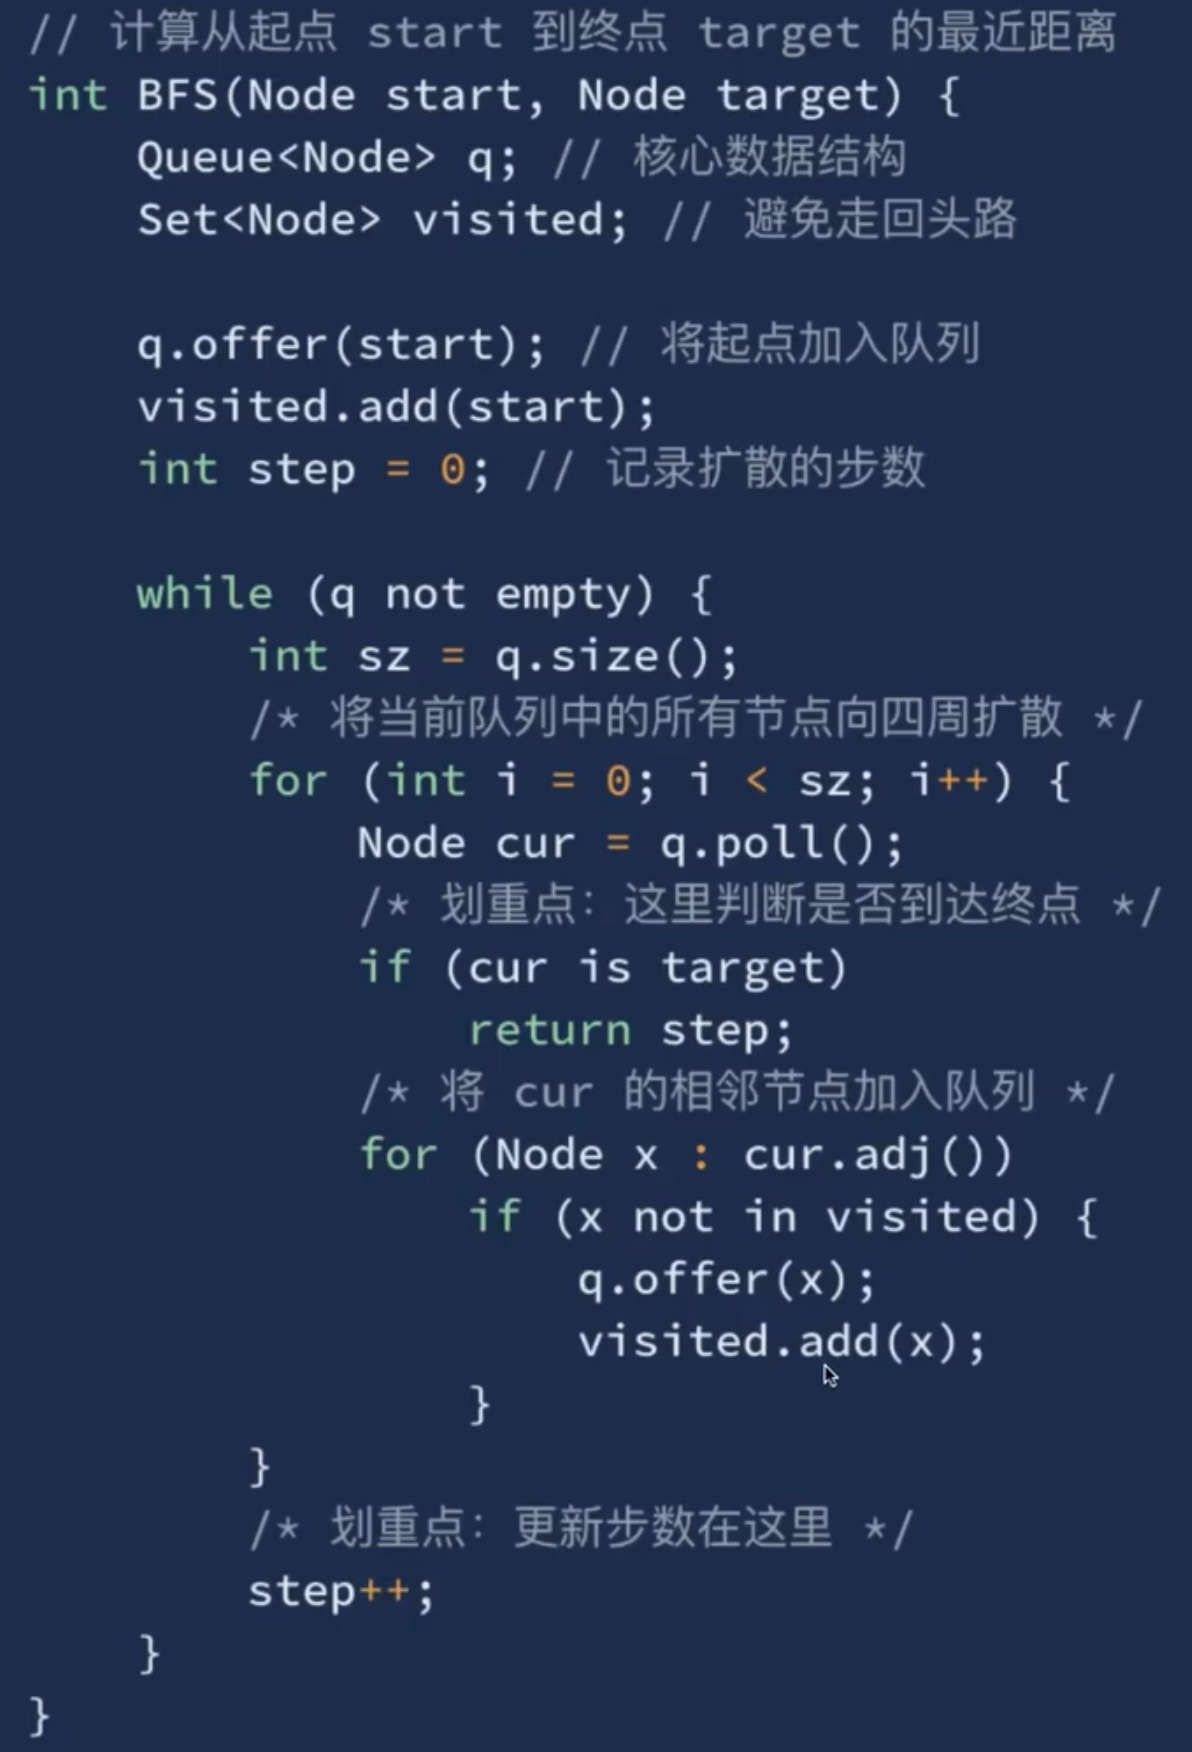 // 计算从起点 start 到终点 target 的最近距离
int BFS(Node start, Node target) {
    Queue<Node> q; // 核心数据结构
    Set<Node> visited; // 避免走回头路

    q.offer(start); // 将起点加入队列
    visited.add(start);
    int step = 0; // 记录扩散的步数

    while (q not empty) {
        int sz = q.size();
        /* 将当前队列中的所有节点向四周扩散 */
        for (int i = 0; i < sz; i++) {
            Node cur = q.poll();
            /* 划重点：这里判断是否到达终点 */
            if (cur is target)
                return step;
            /* 将 cur 的相邻节点加入队列 */
            for (Node x : cur.adj())
                if (x not in visited) {
                    q.offer(x);
                    visited.add(x);
                }
        }
        /* 划重点：更新步数在这里 */
        step++;
    }
}